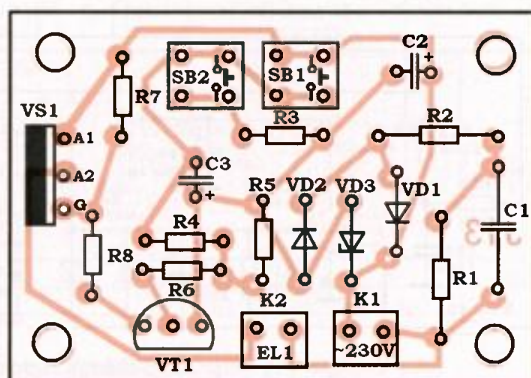 C2
+
VS1
SB2
SB1
R7
R3
R2
A1
A2
G
C3
+
R5
VD2
VD3
VD1
C1
R8
R4
R6
R1
K2
K1
VT1
EL1
~230V